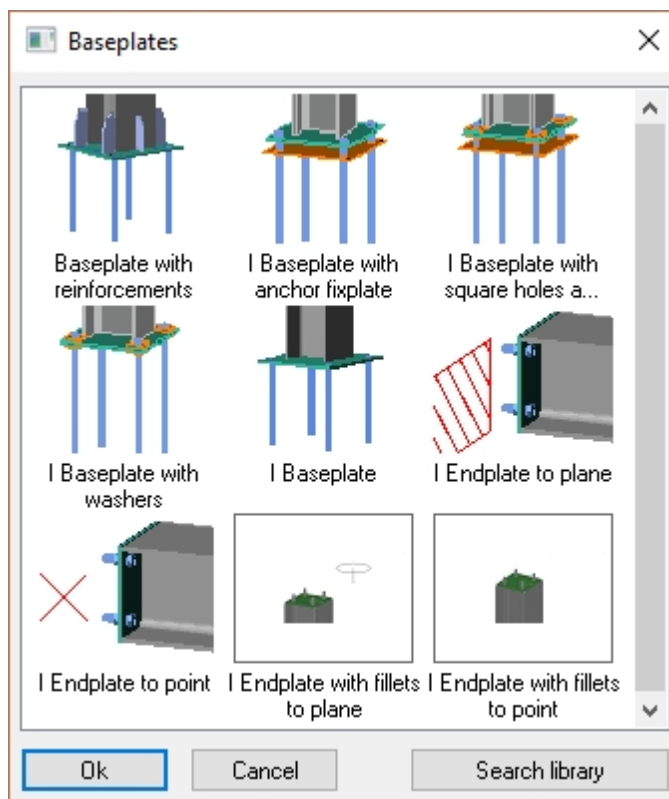 Baseplates
Baseplate with
reinforcements
I Baseplate with
anchor fixplate
I Baseplate with
square holes a...
I Baseplate with
washers
I Baseplate
I Endplate to plane
I Endplate to point
I Endplate with fillets
to plane
I Endplate with fillets
to point
Ok
Cancel
Search library